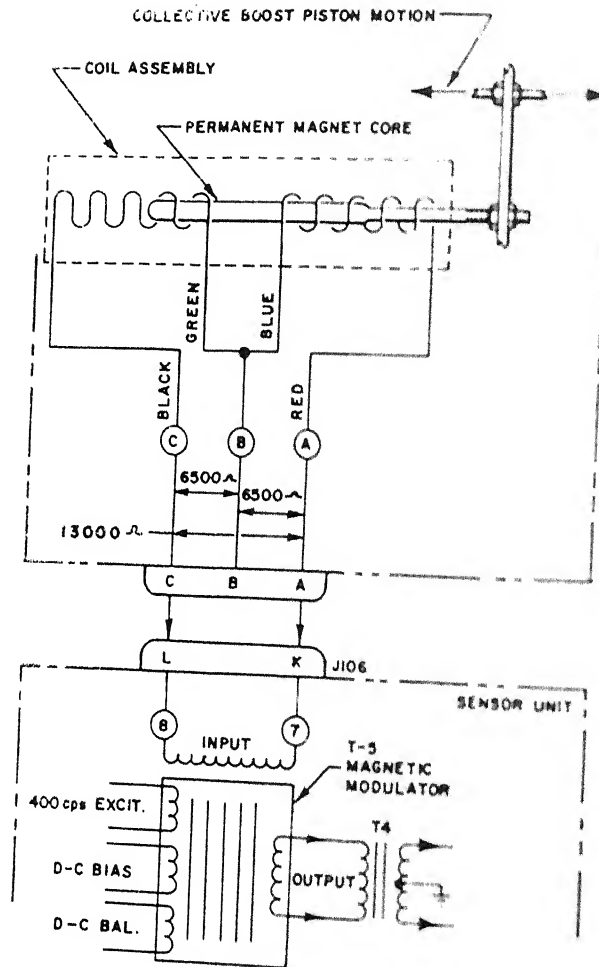 COLLECTIVE BOOST PISTON MOTION
COIL ASSEMBLY
PERMANENT MAGNET CORE
GREEN
BLUE
BLACK
RED
C
B
A
6500Ω
6500Ω
13000Ω
C B A
L K
J106
SENSOR UNIT
8
7
INPUT
T-5
MAGNETIC
MODULATOR
400 cps EXCIT.
T4
D-C BIAS
OUTPUT
D-C BAL.